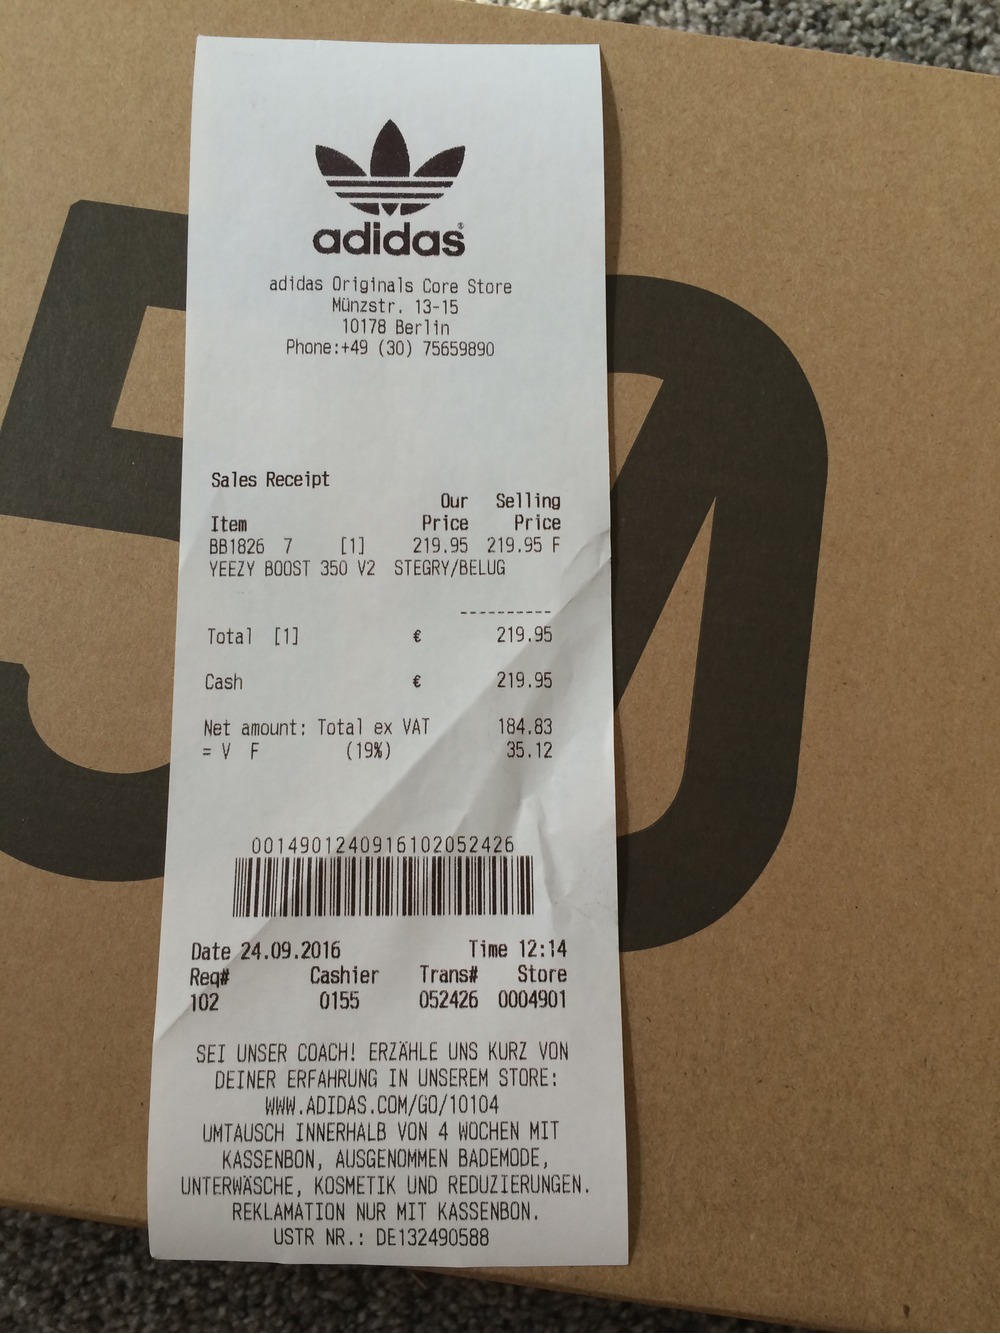 50
adidas®
adidas Originals Core Store
Münzstr. 13-15
10178 Berlin
Phone:+49 (30) 75659890
Sales Receipt
Our Selling
Item Price Price
BB1826 7 [1] 219.95 219.95 F
YEEZY BOOST 350 V2 STEGRY/BELUG
----------
Total [1] € 219.95
Cash € 219.95
Net amount: Total ex VAT 184.83
= V F (19%) 35.12
0014901240916102052426
Date 24.09.2016 Time 12:14
Req# Cashier Trans# Store
102 0155 052426 0004901
SEI UNSER COACH! ERZÄHLE UNS KURZ VON
DEINER ERFAHRUNG IN UNSEREM STORE:
WWW.ADIDAS.COM/GO/10104
UMTAUSCH INNERHALB VON 4 WOCHEN MIT
KASSENBON, AUSGENOMMEN BADEMODE,
UNTERWÄSCHE, KOSMETIK UND REDUZIERUNGEN.
REKLAMATION NUR MIT KASSENBON.
USTR NR.: DE132490588